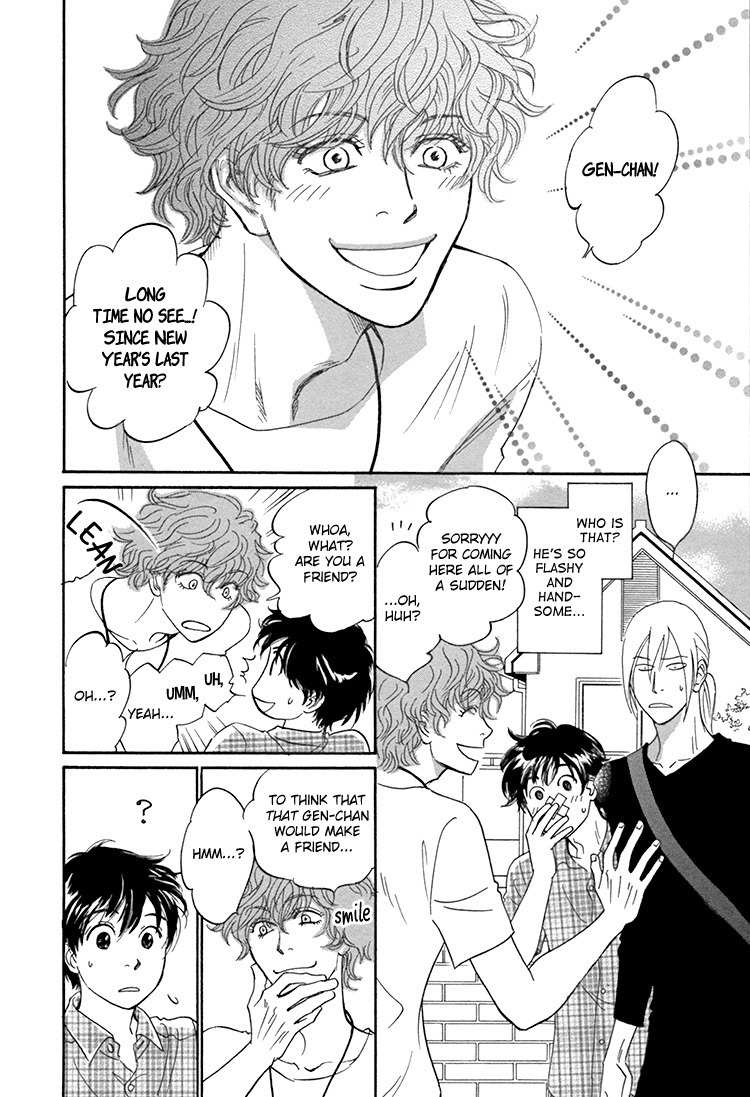 GEN-CHAN!
LONG
TIME NO SEE...!
SINCE NEW
YEAR'S LAST
YEAR?
...
WHO IS
THAT?
HE'S SO
FLASHY
AND
HAND-
SOME...
SORRYYY
FOR COMING
HERE ALL OF
A SUDDEN!
...OH,
HUH?
WHOA,
WHAT?
ARE YOU A
FRIEND?
LEAN
UH,
UMM,
YEAH...
OH...?
TO THINK THAT
THAT GEN-CHAN
WOULD MAKE
A FRIEND...
HMM...?
smile
?